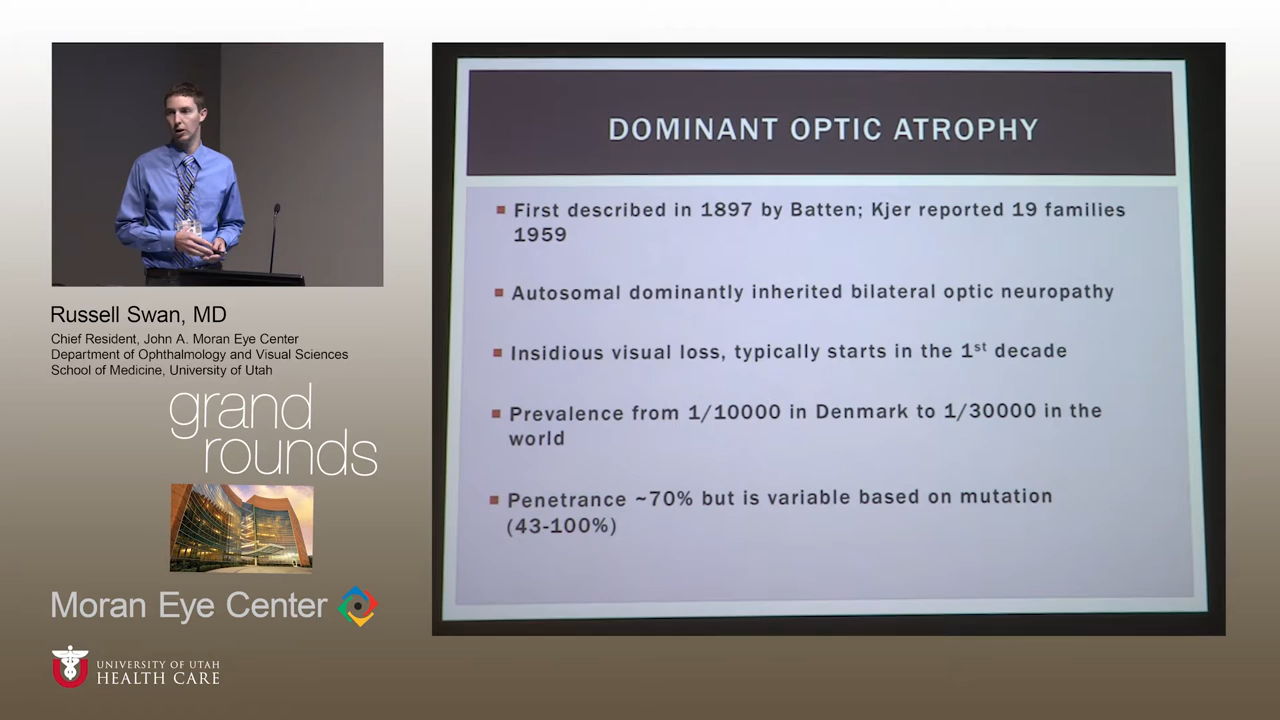 Russell Swan, MD
Chief Resident, John A. Moran Eye Center
Department of Ophthalmology and Visual Sciences
School of Medicine, University of Utah
grand
rounds
Moran Eye Center
UNIVERSITY OF UTAH
HEALTH CARE
DOMINANT OPTIC ATROPHY
First described in 1897 by Batten; Kjer reported 19 families
1959
Autosomal dominantly inherited bilateral optic neuropathy
Insidious visual loss, typically starts in the 1st decade
Prevalence from 1/10000 in Denmark to 1/30000 in the
world
Penetrance ~70% but is variable based on mutation
(43-100%)